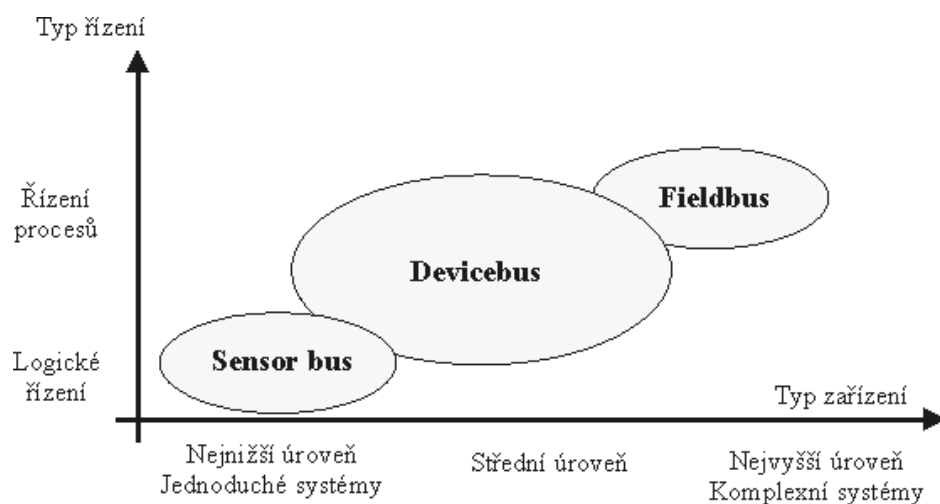 Typ řízení
Řízení
procesů
Fieldbus
Devicebus
Logické
řízení
Sensor bus
Typ zařízení
Nejnižší úroveň
Jednoduché systémy
Střední úroveň
Nejvyšší úroveň
Komplexní systémy